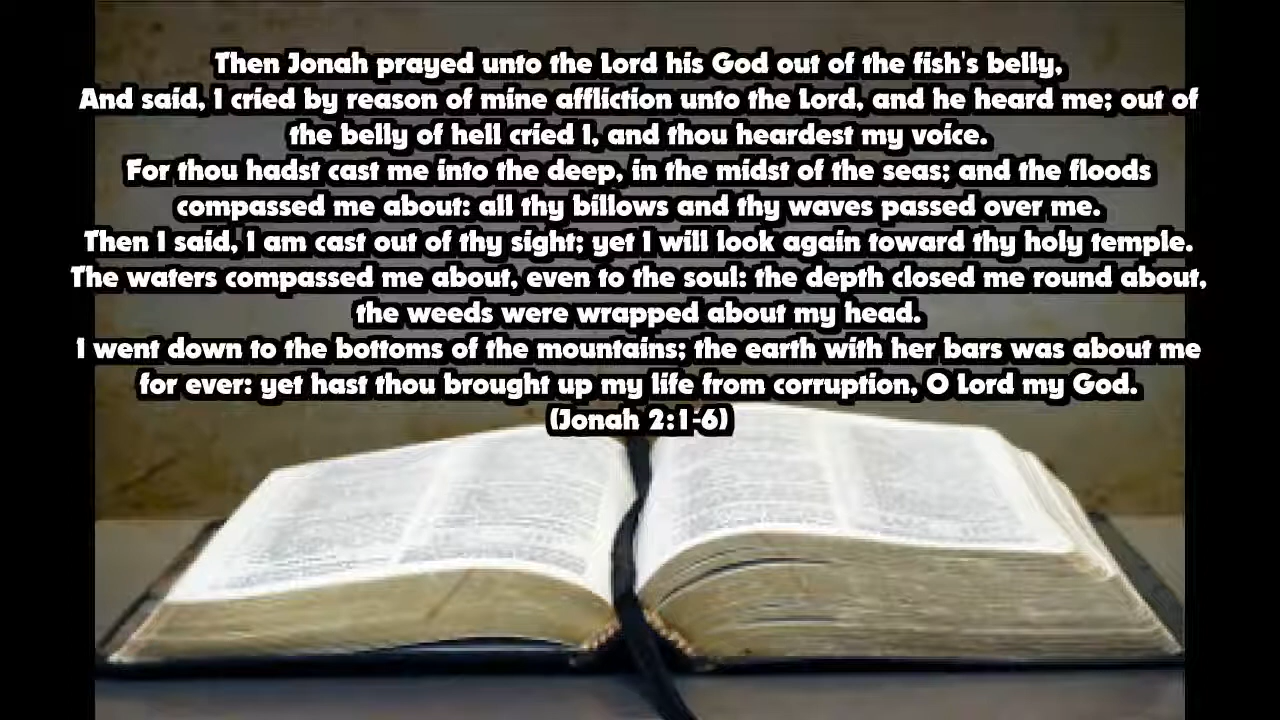 Then Jonah prayed unto the Lord his God out of the fish's belly,
And said, I cried by reason of mine affliction unto the Lord, and he heard me; out of
the belly of hell cried I, and thou heardest my voice.
For thou hadst cast me into the deep, in the midst of the seas; and the floods
compassed me about: all thy billows and thy waves passed over me.
Then I said, I am cast out of thy sight; yet I will look again toward thy holy temple.
The waters compassed me about, even to the soul: the depth closed me round about,
the weeds were wrapped about my head.
I went down to the bottoms of the mountains; the earth with her bars was about me
for ever: yet hast thou brought up my life from corruption, O Lord my God.
(Jonah 2:1-6)